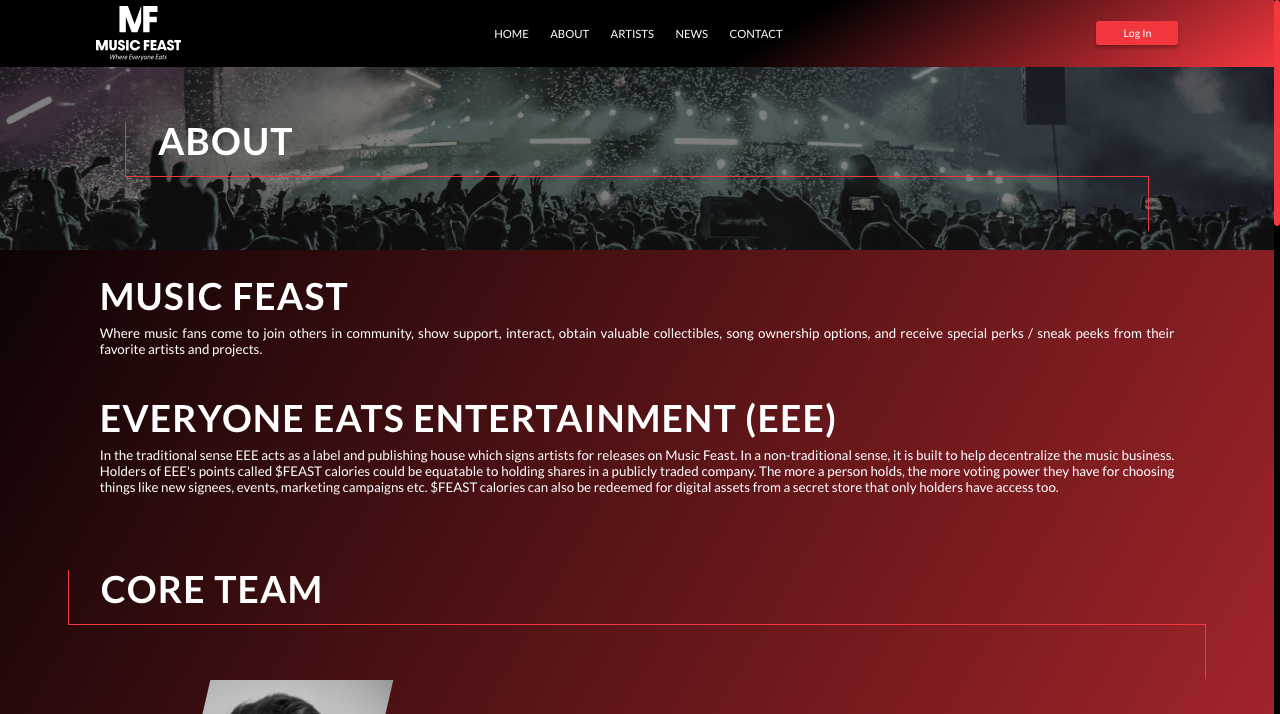 MF
MUSIC FEAST
Where Everyone Eats
HOME ABOUT ARTISTS NEWS CONTACT
Log In
ABOUT
MUSIC FEAST
Where music fans come to join others in community, show support, interact, obtain valuable collectibles, song ownership options, and receive special perks / sneak peeks from their
favorite artists and projects.
EVERYONE EATS ENTERTAINMENT (EEE)
In the traditional sense EEE acts as a label and publishing house which signs artists for releases on Music Feast. In a non-traditional sense, it is built to help decentralize the music business.
Holders of EEE's points called $FEAST calories could be equatable to holding shares in a publicly traded company. The more a person holds, the more voting power they have for choosing
things like new signees, events, marketing campaigns etc. $FEAST calories can also be redeemed for digital assets from a secret store that only holders have access too.
CORE TEAM